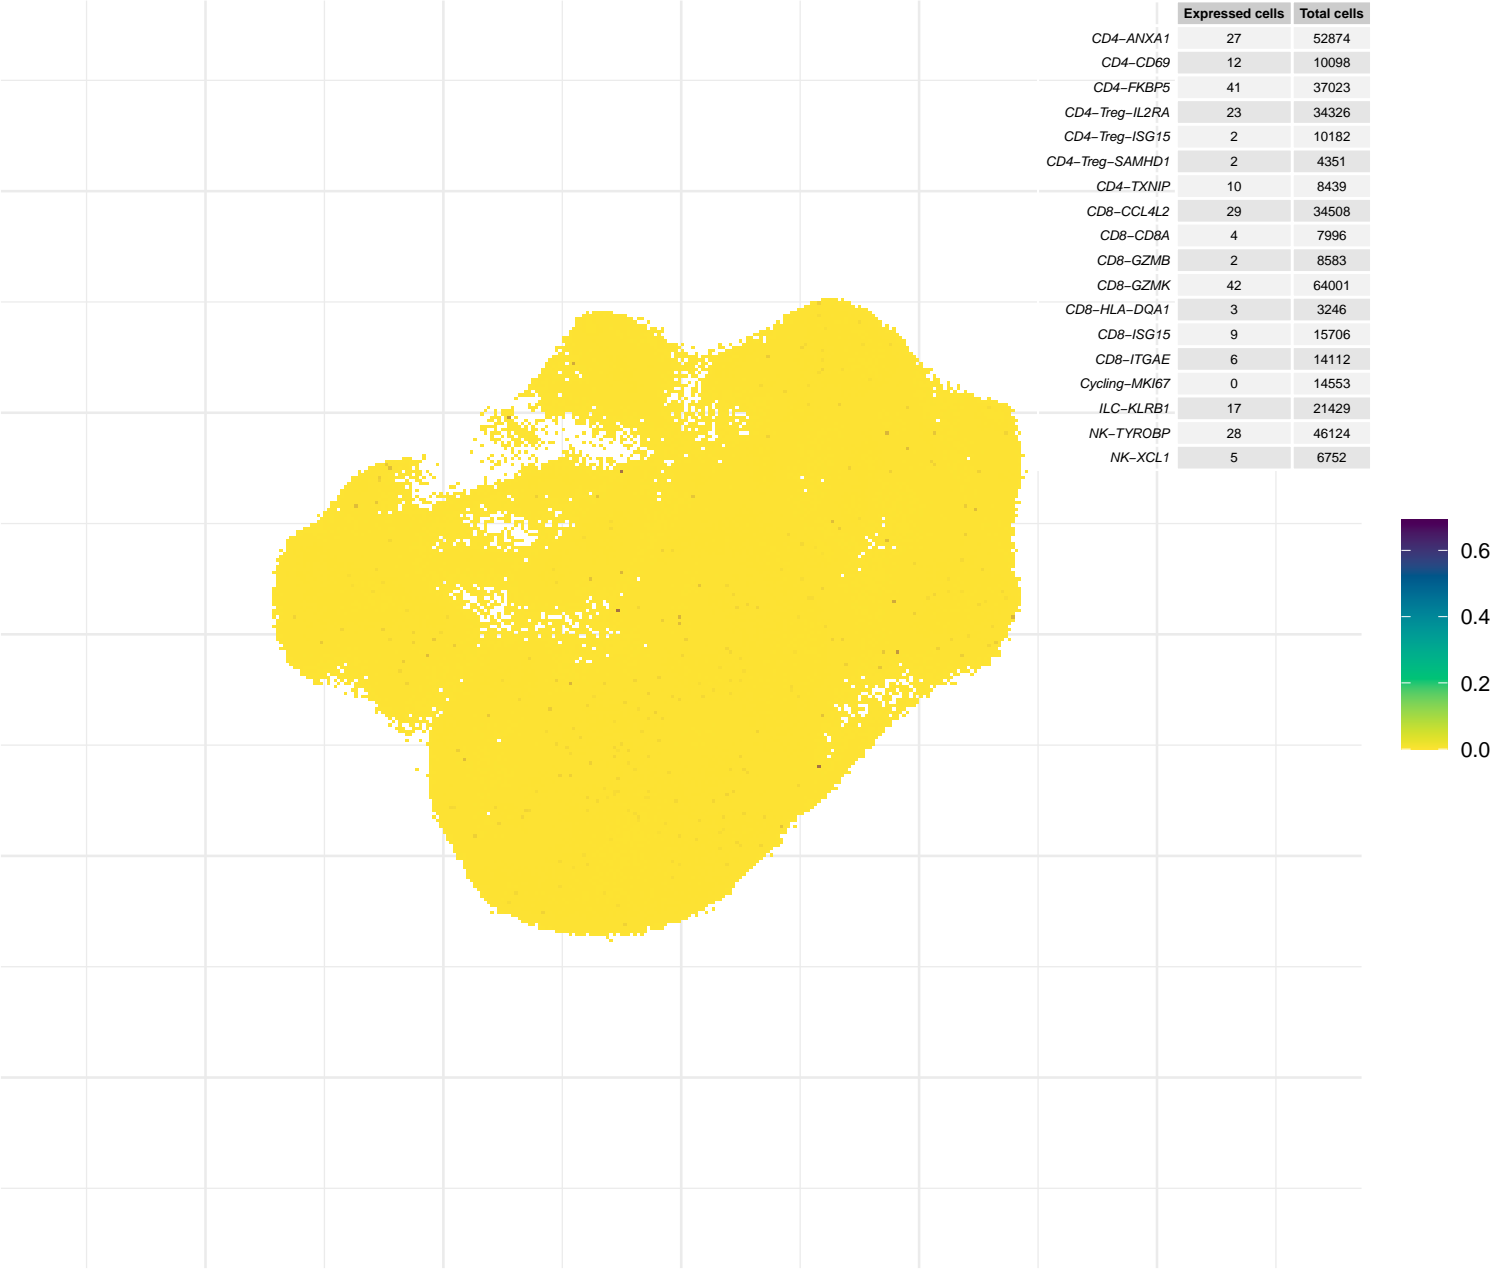 Expressed cells Total cells
CD4−ANXA1 27 52874
CD4−CD69 12 10098
CD4−FKBP5 41 37023
CD4−Treg−IL2RA 23 34326
CD4−Treg−ISG15 2 10182
CD4−Treg−SAMHD1 2 4351
CD4−TXNIP 10 8439
CD8−CCL4L2 29 34508
CD8−CD8A 4 7996
CD8−GZMB 2 8583
CD8−GZMK 42 64001
CD8−HLA−DQA1 3 3246
CD8−ISG15 9 15706
CD8−ITGAE 6 14112
Cycling−MKI67 0 14553
ILC−KLRB1 17 21429
NK−TYROBP 28 46124
NK−XCL1 5 6752
0.6
0.4
0.2
0.0